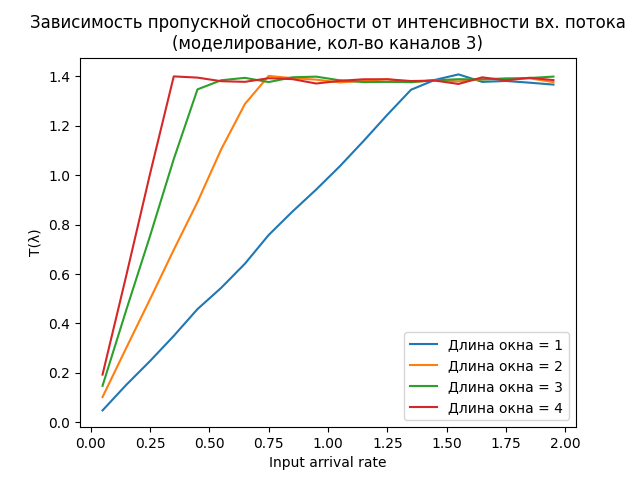 Зависимость пропускной способности от интенсивности вх. потока
(моделирование, кол-во каналов 3)
1.4
1.2
1.0
0.8
0.6
0.4
0.2
0.0
T(λ)
Длина окна = 1
Длина окна = 2
Длина окна = 3
Длина окна = 4
0.00 0.25 0.50 0.75 1.00 1.25 1.50 1.75 2.00
Input arrival rate